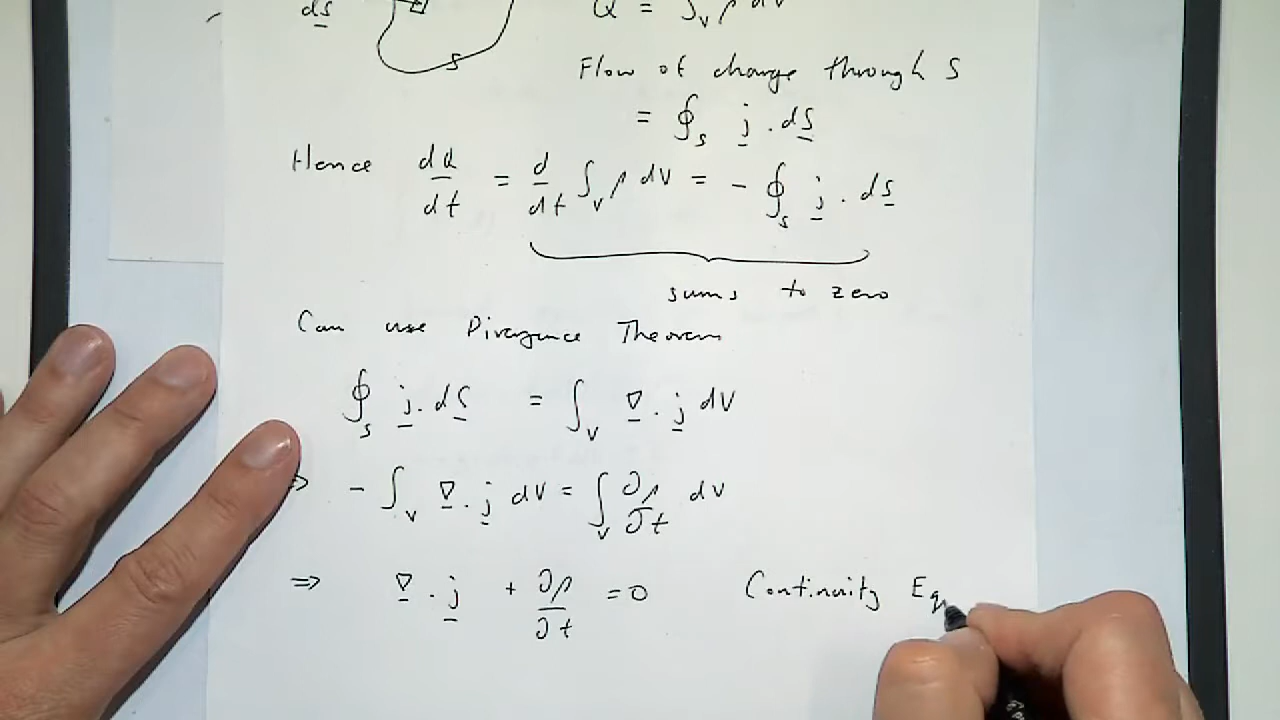 dS S Q = ∫_V ρ dV
Flow of charge through S
= ∮_S j . dS
Hence dQ/dt = d/dt ∫_V ρ dV = - ∮_S j . dS
sums to zero
Can use Divergence Theorem
∮_S j . dS = ∫_V ∇ . j dV
⇒ - ∫_V ∇ . j dV = ∫_V ∂ρ/∂t dV
⇒ ∇ . j + ∂ρ/∂t = 0 Continuity Equ